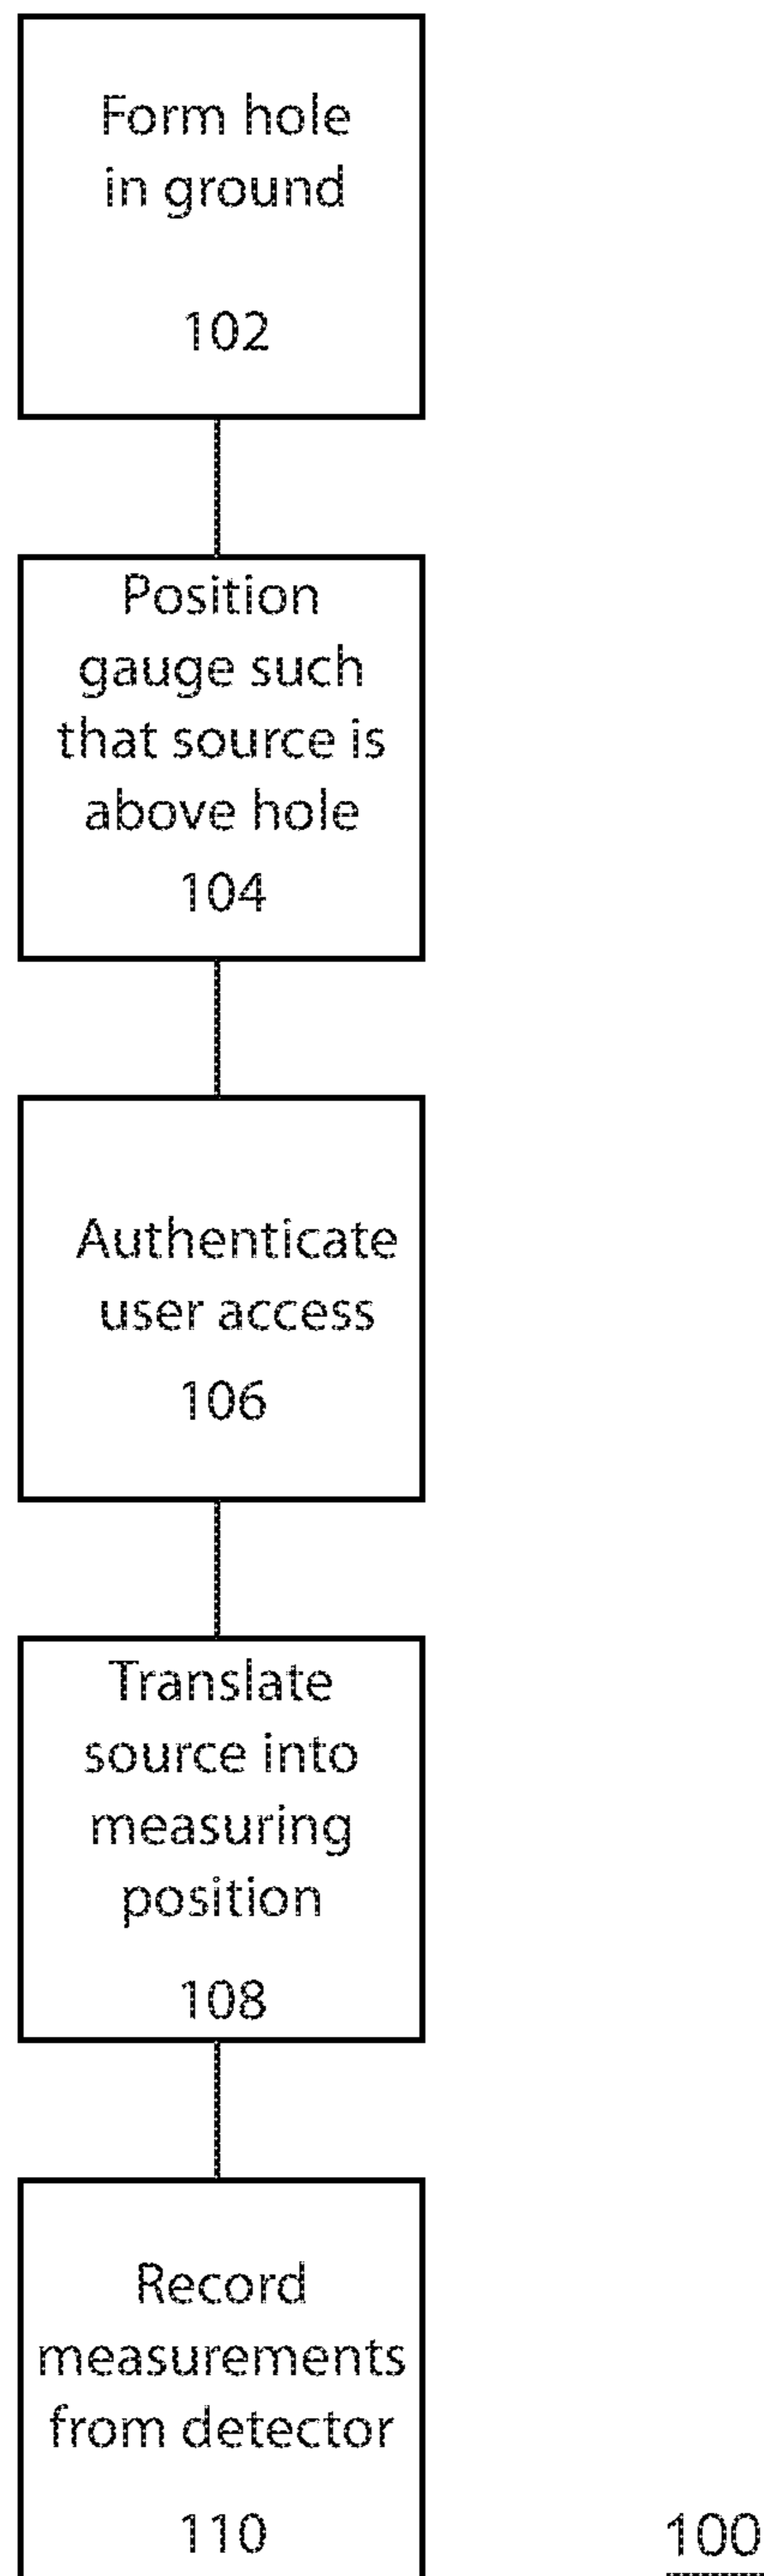 Form hole
in ground
102
Position
gauge such
that source is
above hole
104
Authenticate
user access
106
Translate
source into
measuring
position
108
Record
measurements
from detector
110
100